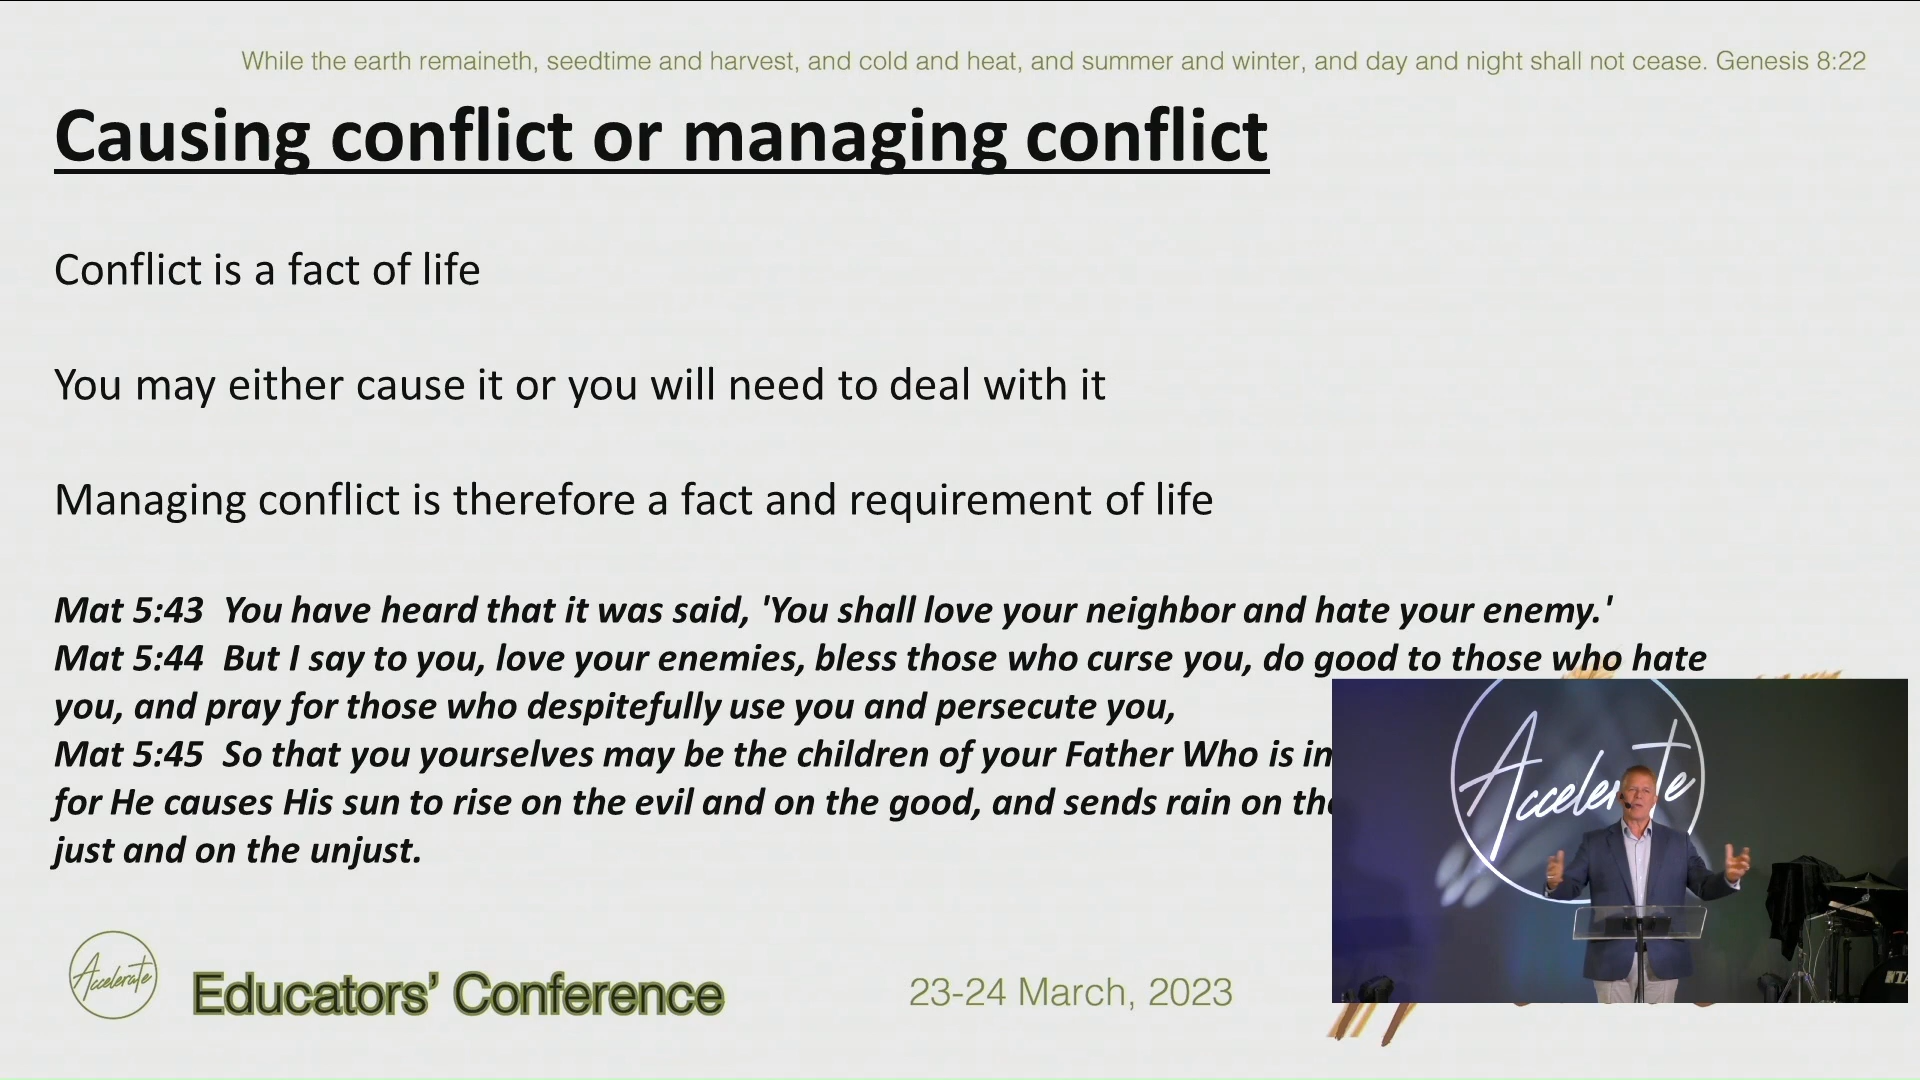 While the earth remaineth, seedtime and harvest, and cold and heat, and summer and winter, and day and night shall not cease. Genesis 8:22
Causing conflict or managing conflict
Conflict is a fact of life
You may either cause it or you will need to deal with it
Managing conflict is therefore a fact and requirement of life
Mat 5:43 You have heard that it was said, 'You shall love your neighbor and hate your enemy.'
Mat 5:44 But I say to you, love your enemies, bless those who curse you, do good to those who hate
you, and pray for those who despitefully use you and persecute you,
Mat 5:45 So that you yourselves may be the children of your Father Who is in
for He causes His sun to rise on the evil and on the good, and sends rain on the
just and on the unjust.
Accelerate
Accelerate
Educators’ Conference
23-24 March, 2023